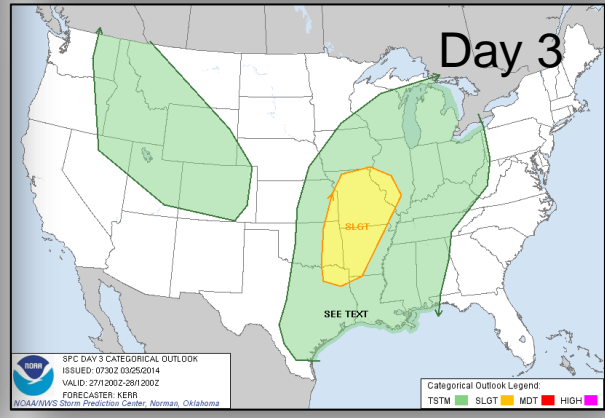 Day 3
SLGT
SEE TEXT
NOAA
SPC DAY 3 CATEGORICAL OUTLOOK
ISSUED: 0730Z 03/25/2014
VALID: 27/1200Z-28/1200Z
FORECASTER: KERR
NOAA/NWS Storm Prediction Center, Norman, Oklahoma
Categorical Outlook Legend:
TSTM SLGT MDT HIGH